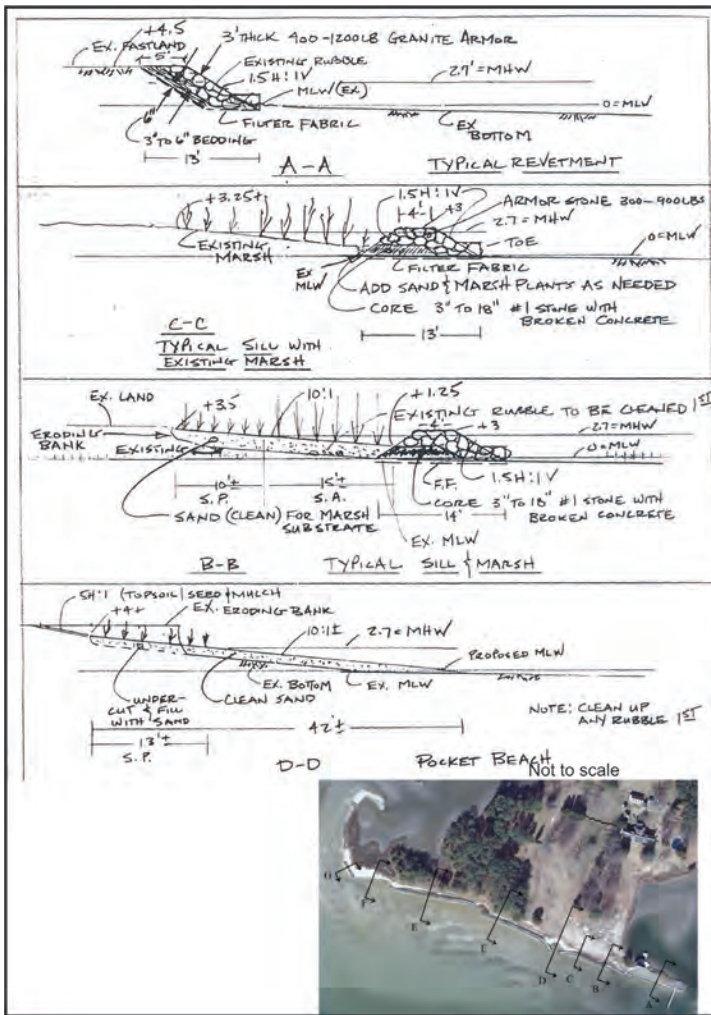 +4.5
EX. FASTLAND
5'
3' THICK 400-1200LB GRANITE ARMOR
EXISTING RUBBLE
1.5H:1V
MLW (EX)
2.7' = MHW
0 = MLW
FILTER FABRIC
EX BOTTOM
6"
3" TO 6" BEDDING
13'
A-A
TYPICAL REVETMENT
+3.25±
1.5H:1V
4'
+3
ARMOR STONE 300-900LBS
2.7 = MHW
EXISTING MARSH
TOE
0 = MLW
EX MLW
FILTER FABRIC
ADD SAND & MARSH PLANTS AS NEEDED
CORE 3" TO 18" #1 STONE WITH
BROKEN CONCRETE
13'
C-C
TYPICAL SILL WITH
EXISTING MARSH
EX. LAND
+3.5
10:1
+1.25
EXISTING RUBBLE TO BE CLEANED 1ST
4'
+3
2.7 = MHW
ERODING BANK
EXISTING
0 = MLW
10'±
S.P.
15'±
S.A.
F.F.
1.5H:1V
CORE 3" TO 18" #1 STONE WITH
BROKEN CONCRETE
14'
SAND (CLEAN) FOR MARSH
SUBSTRATE
EX. MLW
B-B
TYPICAL SILL & MARSH
5H:1 (TOPSOIL) SEED & MULCH
+4±
EX. ERODING BANK
10:1±
2.7 = MHW
PROPOSED MLW
UNDER-
CUT & FILL
WITH SAND
CLEAN SAND
EX. BOTTOM
EX. MLW
NOTE: CLEAN UP
ANY RUBBLE 1ST
42'±
13'±
S.P.
D-D
POCKET BEACH
Not to scale
F
E
E
D
C
B
A